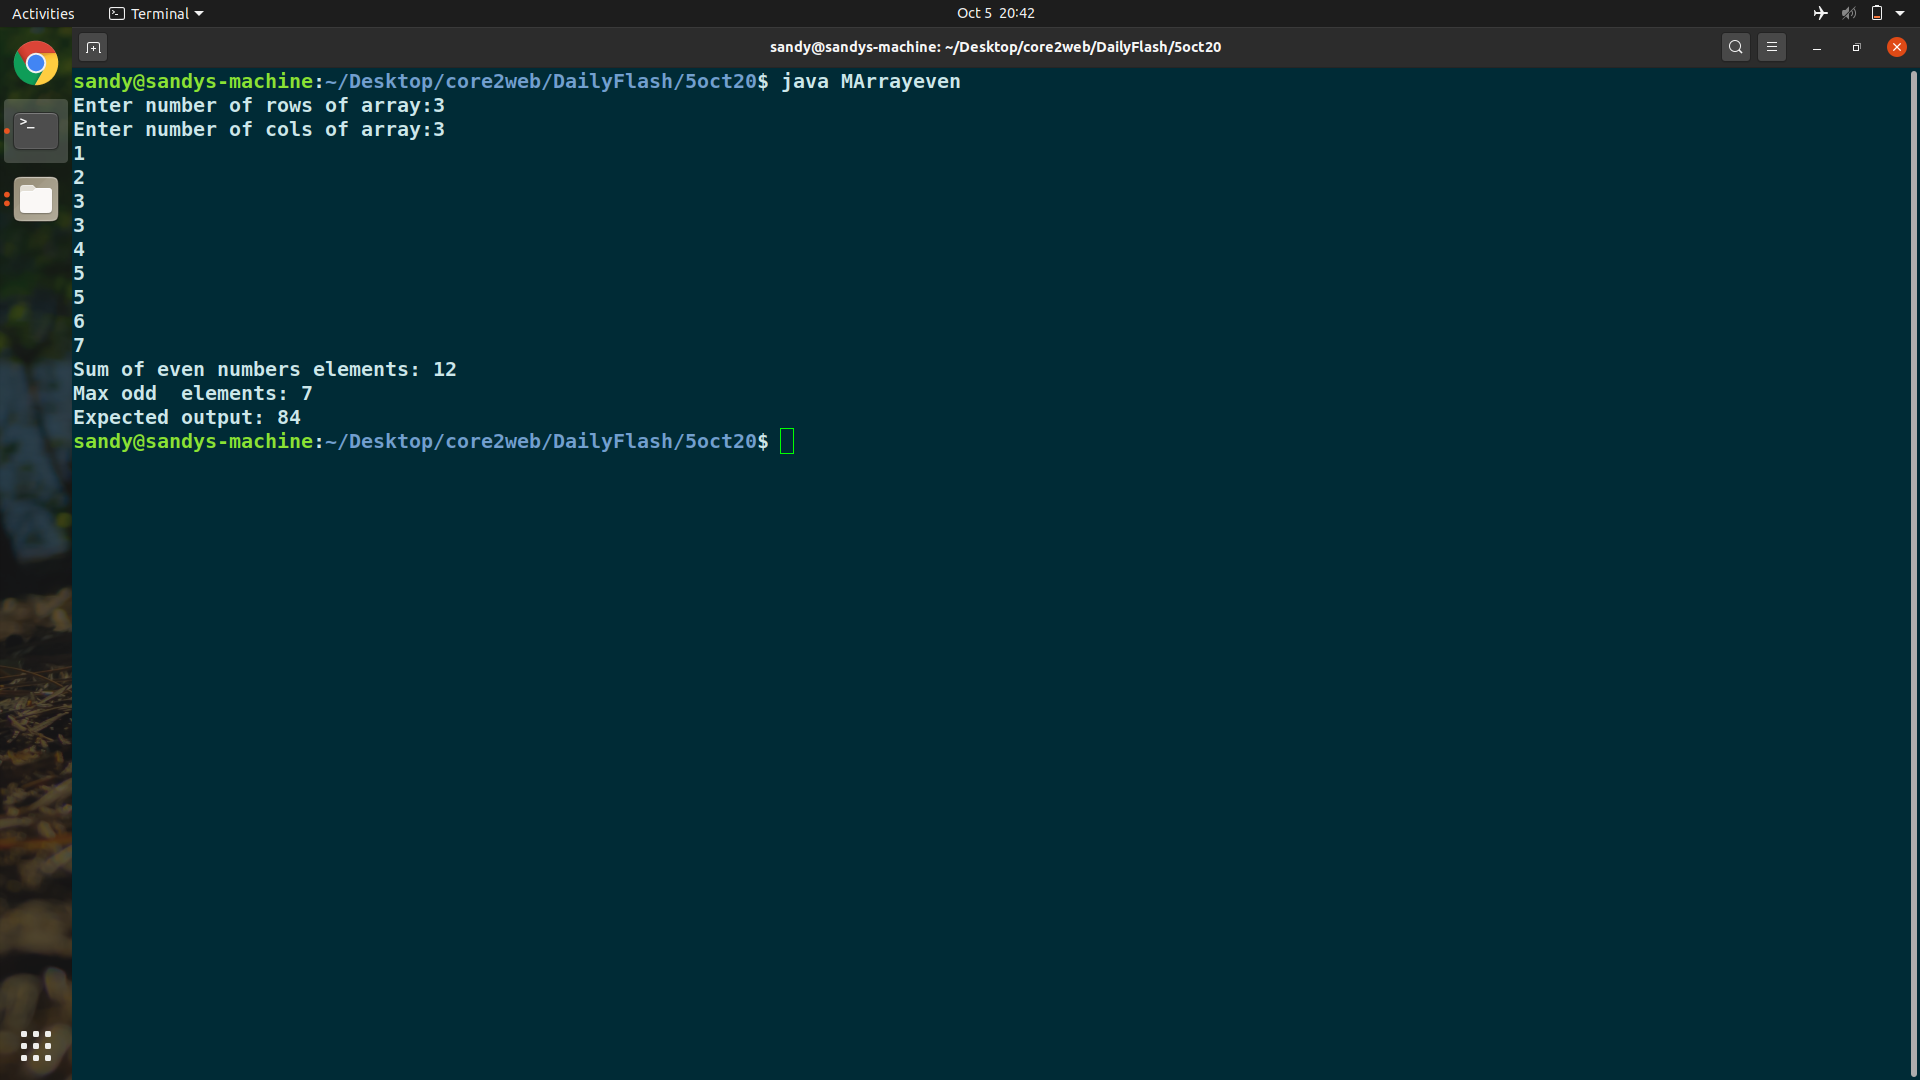 Activities
Terminal
Oct 5 20:42
sandy@sandys-machine: ~/Desktop/core2web/DailyFlash/5oct20
sandy@sandys-machine:~/Desktop/core2web/DailyFlash/5oct20$ java MArrayeven
Enter number of rows of array:3
Enter number of cols of array:3
1
2
3
3
4
5
5
6
7
Sum of even numbers elements: 12
Max odd  elements: 7
Expected output: 84
sandy@sandys-machine:~/Desktop/core2web/DailyFlash/5oct20$